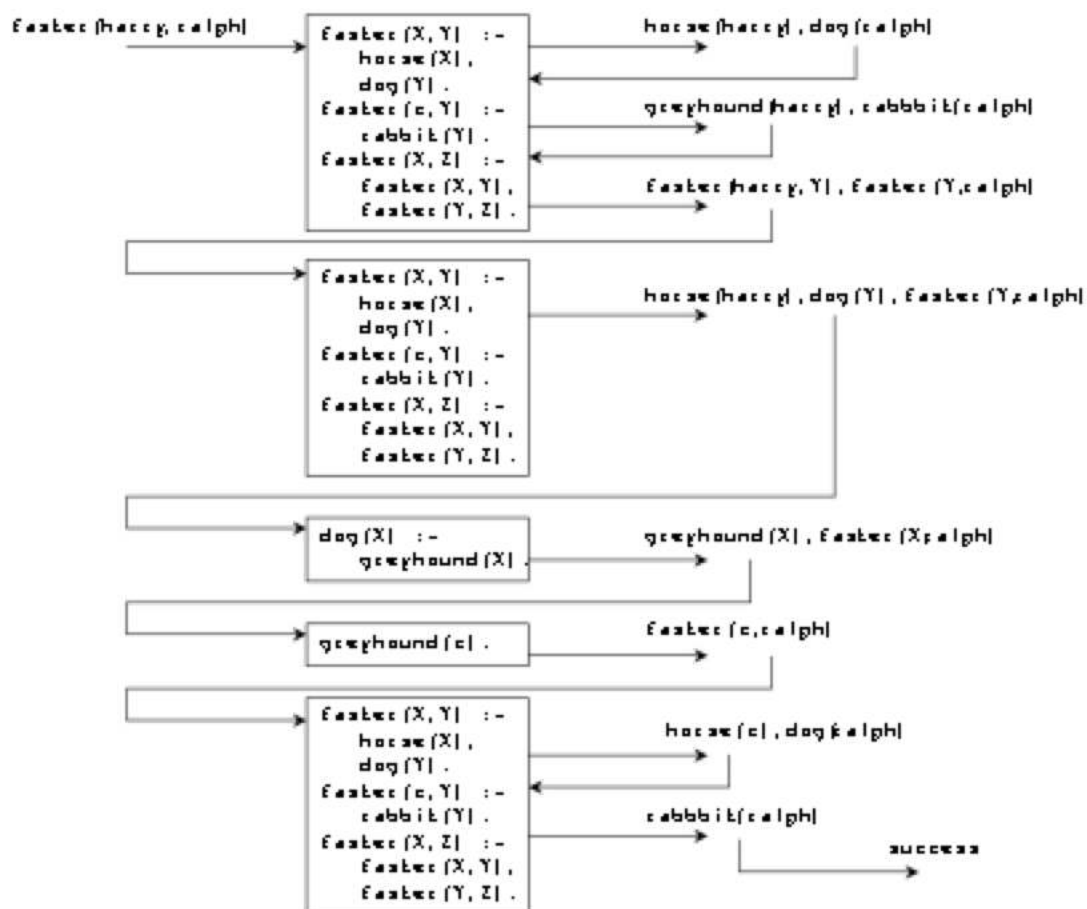 faster(harry, ralph)
faster(X,Y) :-
horse(X),
dog(Y).
faster(r,Y) :-
rabbit(Y).
faster(X,Z) :-
faster(X,Y),
faster(Y,Z).
horse(harry), dog(ralph)
greyhound(harry), rabbbit(ralph)
faster(harry,Y), faster(Y,ralph)
faster(X,Y) :-
horse(X),
dog(Y).
faster(r,Y) :-
rabbit(Y).
faster(X,Z) :-
faster(X,Y),
faster(Y,Z).
horse(harry), dog(Y), faster(Y,ralph)
dog(X) :-
greyhound(X).
greyhound(X), faster(X,ralph)
greyhound(r).
faster(r,ralph)
faster(X,Y) :-
horse(X),
dog(Y).
faster(r,Y) :-
rabbit(Y).
faster(X,Z) :-
faster(X,Y),
faster(Y,Z).
horse(r), dog(ralph)
rabbbit(ralph)
success